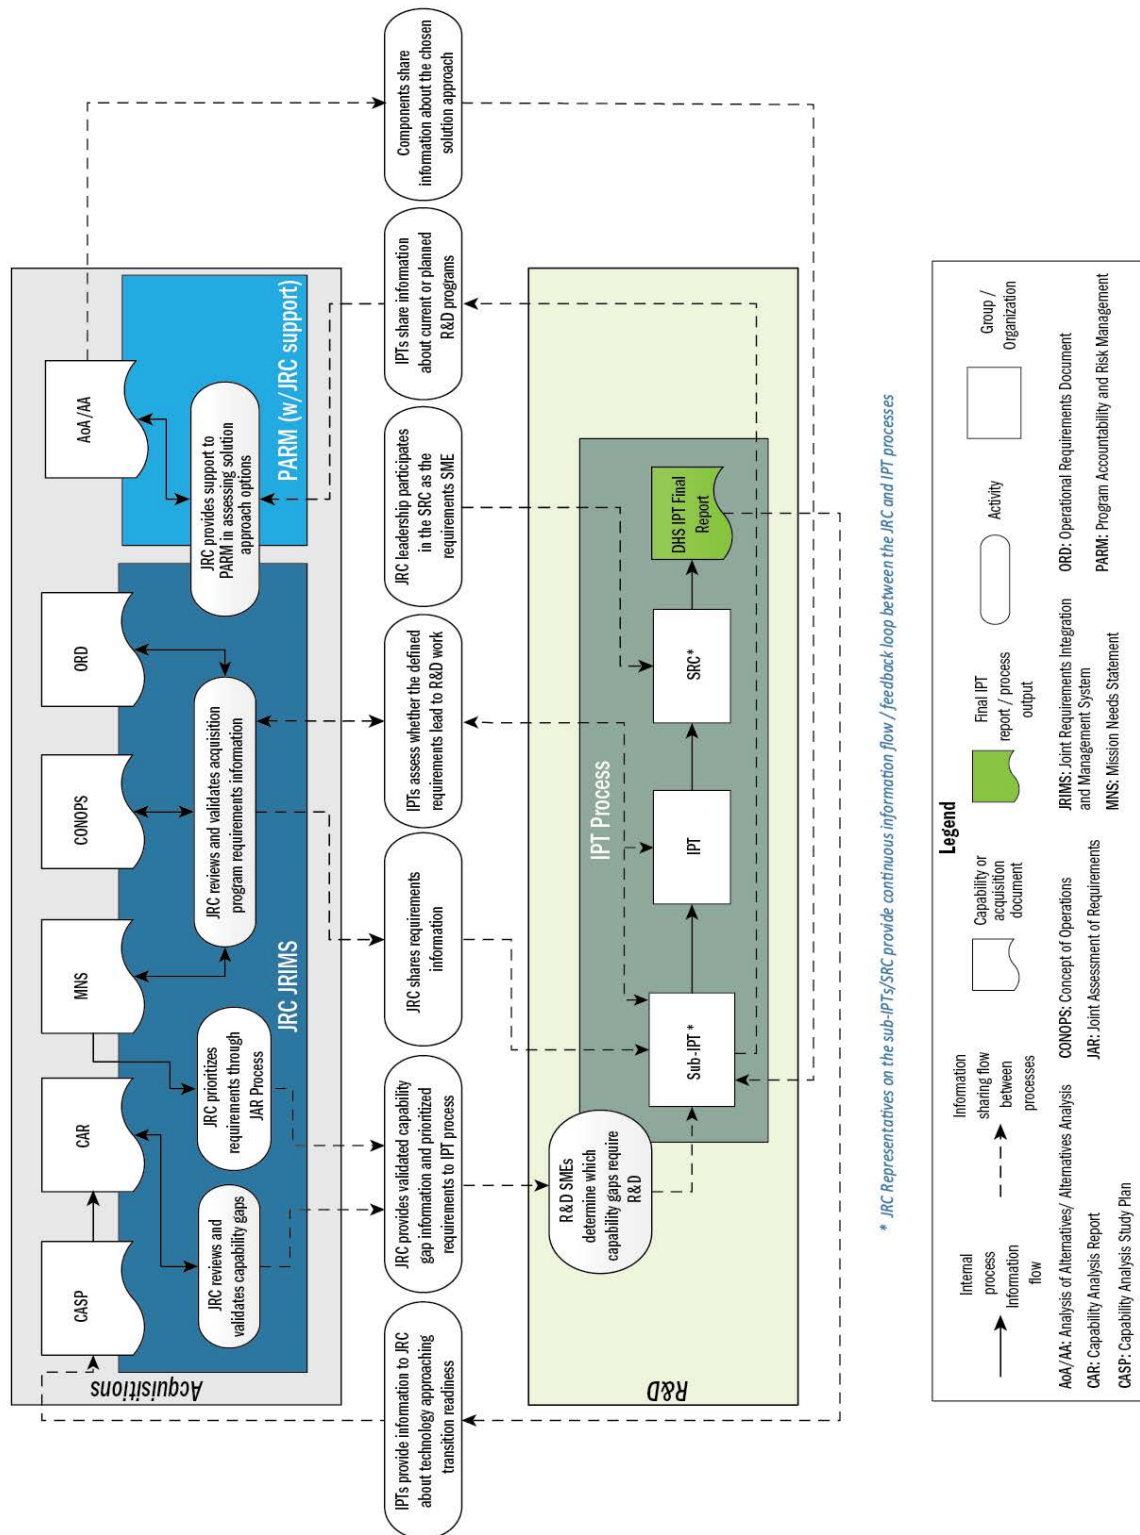 Acquisitions
CASP
CAR
MNS
CONOPS
ORD
AoA/AA
JRC reviews and
validates capability gaps
JRC prioritizes
requirements through
JAR Process
JRC reviews and validates acquisition
program requirements information
JRC provides support to
PARM in assessing solution
approach options
JRC JRIMS
PARM (w/JRC support)
IPTs provide information to JRC
about technology approaching
transition readiness
JRC provides validated capability
gap information and prioritized
requirements to IPT process
JRC shares requirements
information
IPTs assess whether the defined
requirements lead to R&D work
JRC leadership participates
in the SRC as the
requirements SME
IPTs share information
about current or planned
R&D programs
Components share
information about the chosen
solution approach
R&D
R&D SMEs
determine which
capability gaps require
R&D
IPT Process
Sub-IPT*
IPT
SRC*
DHS IPT Final
Report
* JRC Representatives on the sub-IPTs/SRC provide continuous information flow / feedback loop between the JRC and IPT processes
Legend
Internal
process
Information
flow
Information
sharing flow
between
processes
Capability or
acquisition
document
Final IPT
report / process
output
Activity
Group /
Organization
AoA/AA: Analysis of Alternatives/ Alternatives Analysis
CAR: Capability Analysis Report
CASP: Capability Analysis Study Plan
CONOPS: Concept of Operations
JAR: Joint Assessment of Requirements
JRIMS: Joint Requirements Integration
and Management System
MNS: Mission Needs Statement
ORD: Operational Requirements Document
PARM: Program Accountability and Risk Management